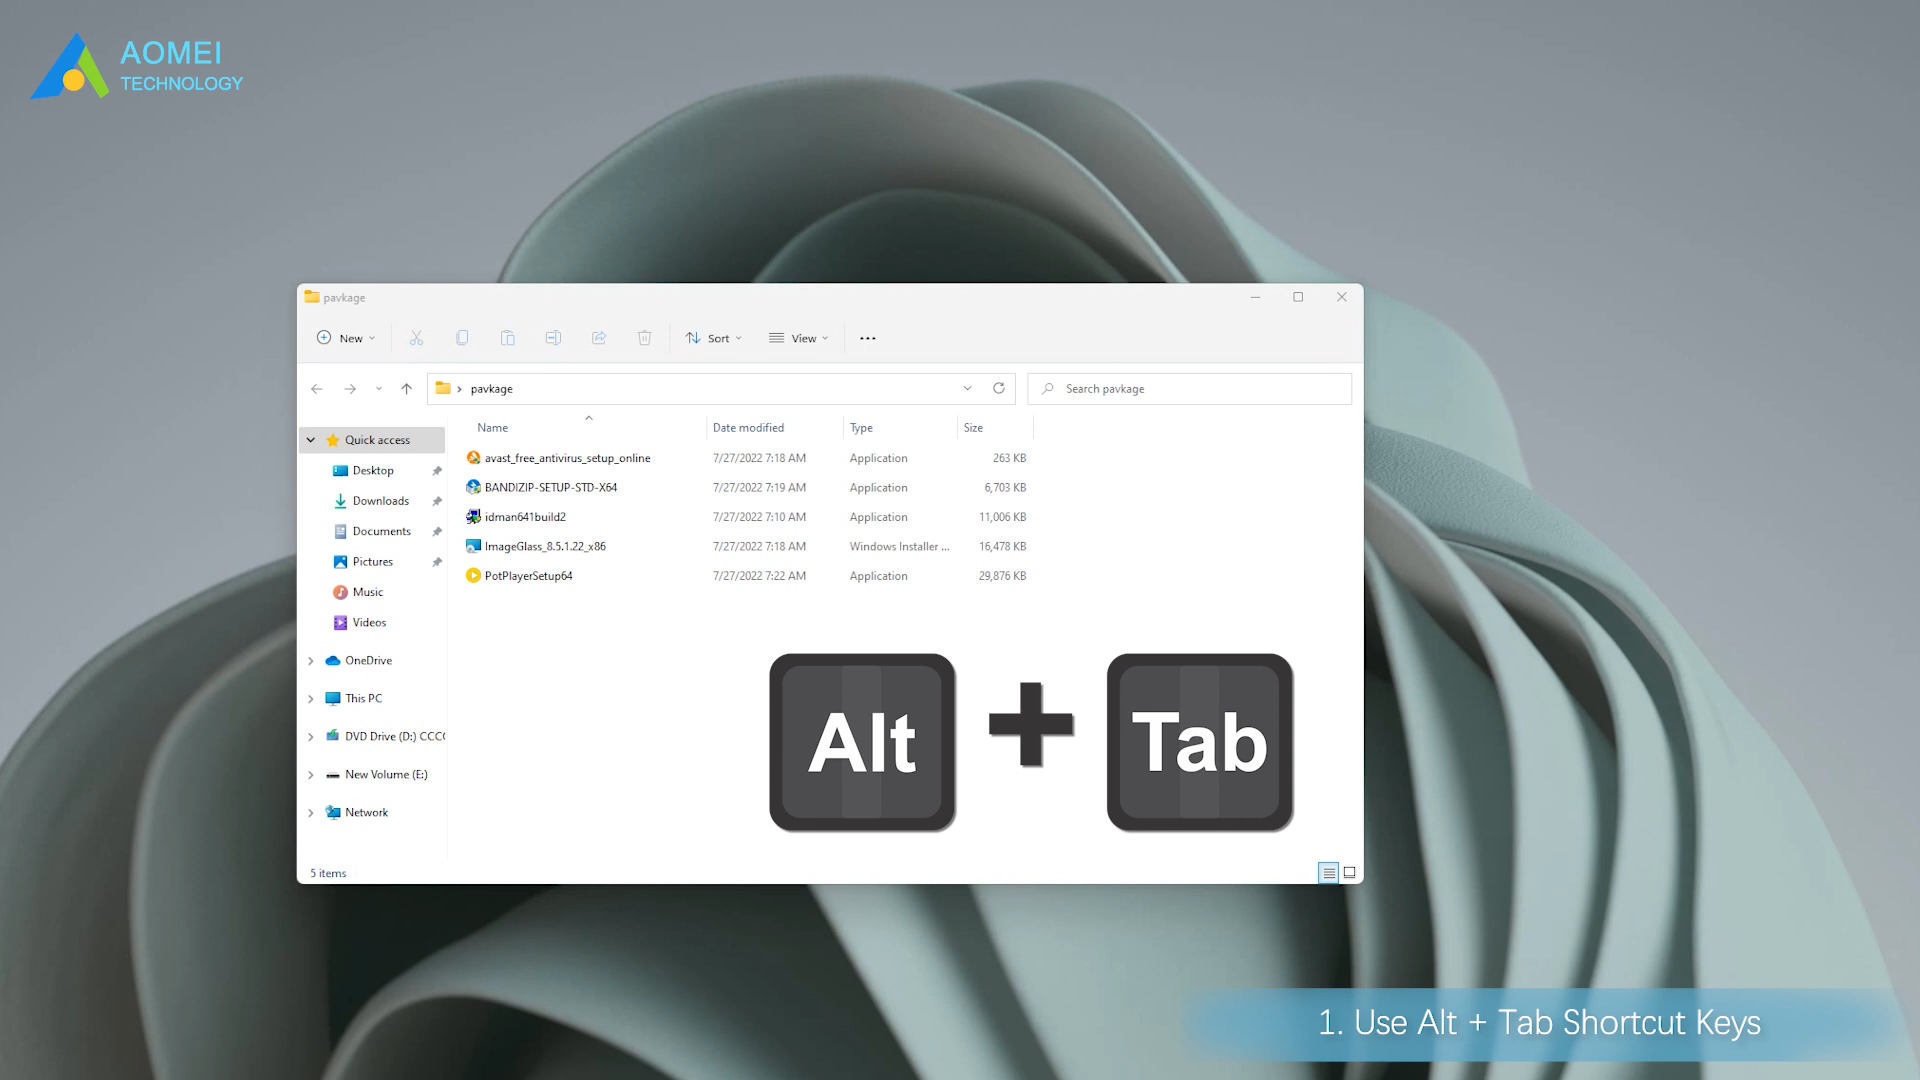 AOMEI
TECHNOLOGY
pavkage
New
Sort
View
pavkage
Search pavkage
Name
Date modified
Type
Size
Quick access
Desktop
Downloads
Documents
Pictures
Music
Videos
OneDrive
This PC
DVD Drive (D:) CCC
New Volume (E:)
Network
avast_free_antivirus_setup_online 7/27/2022 7:18 AM Application 263 KB
BANDIZIP-SETUP-STD-X64 7/27/2022 7:19 AM Application 6,703 KB
idman641build2 7/27/2022 7:10 AM Application 11,006 KB
ImageGlass_8.5.1.22_x86 7/27/2022 7:18 AM Windows Installer ... 16,478 KB
PotPlayerSetup64 7/27/2022 7:22 AM Application 29,876 KB
Alt + Tab
5 items
1. Use Alt + Tab Shortcut Keys